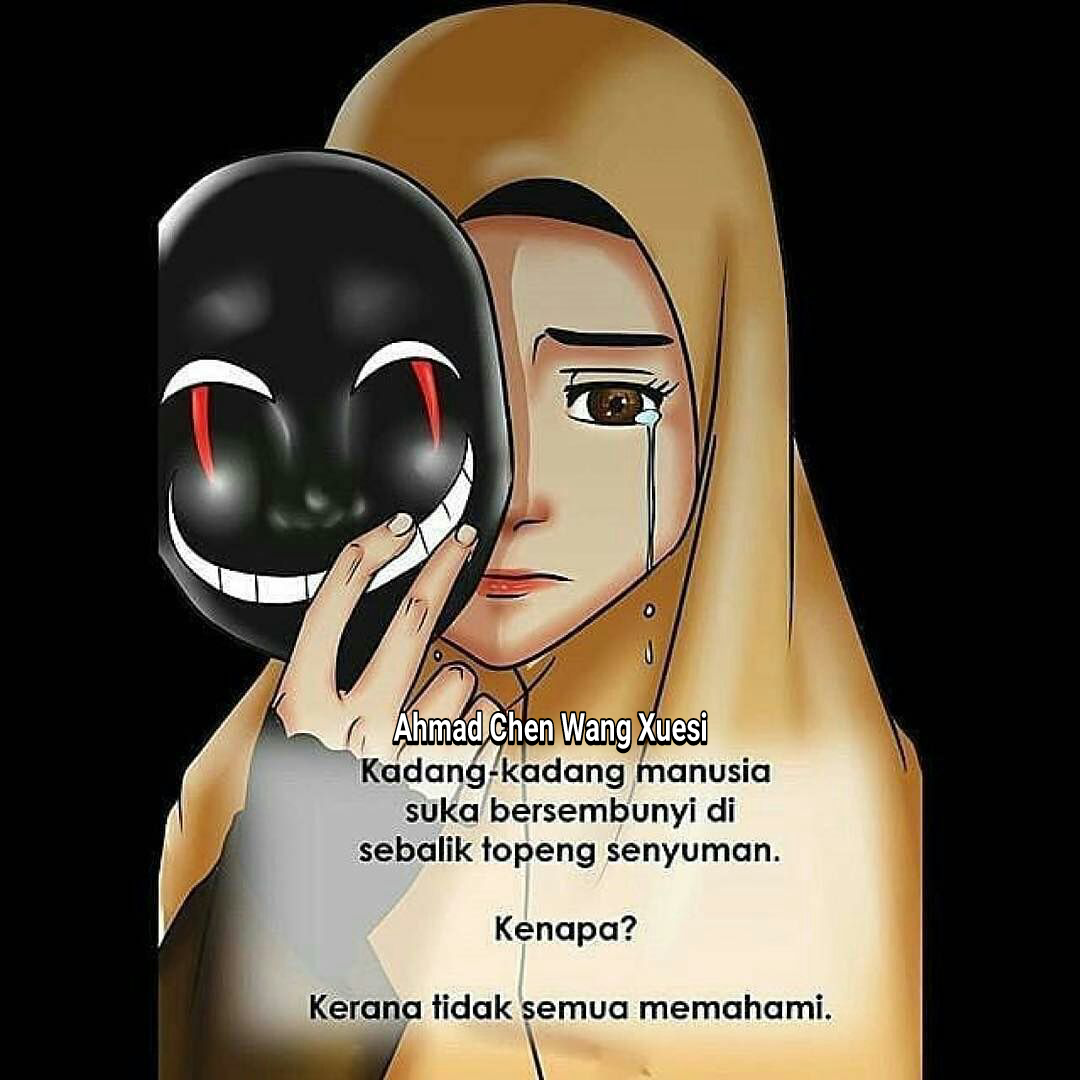 Ahmad Chen Wang Xuesi
Kadang-kadang manusia
suka bersembunyi di
sebalik topeng senyuman.
Kenapa?
Kerana tidak semua memahami.